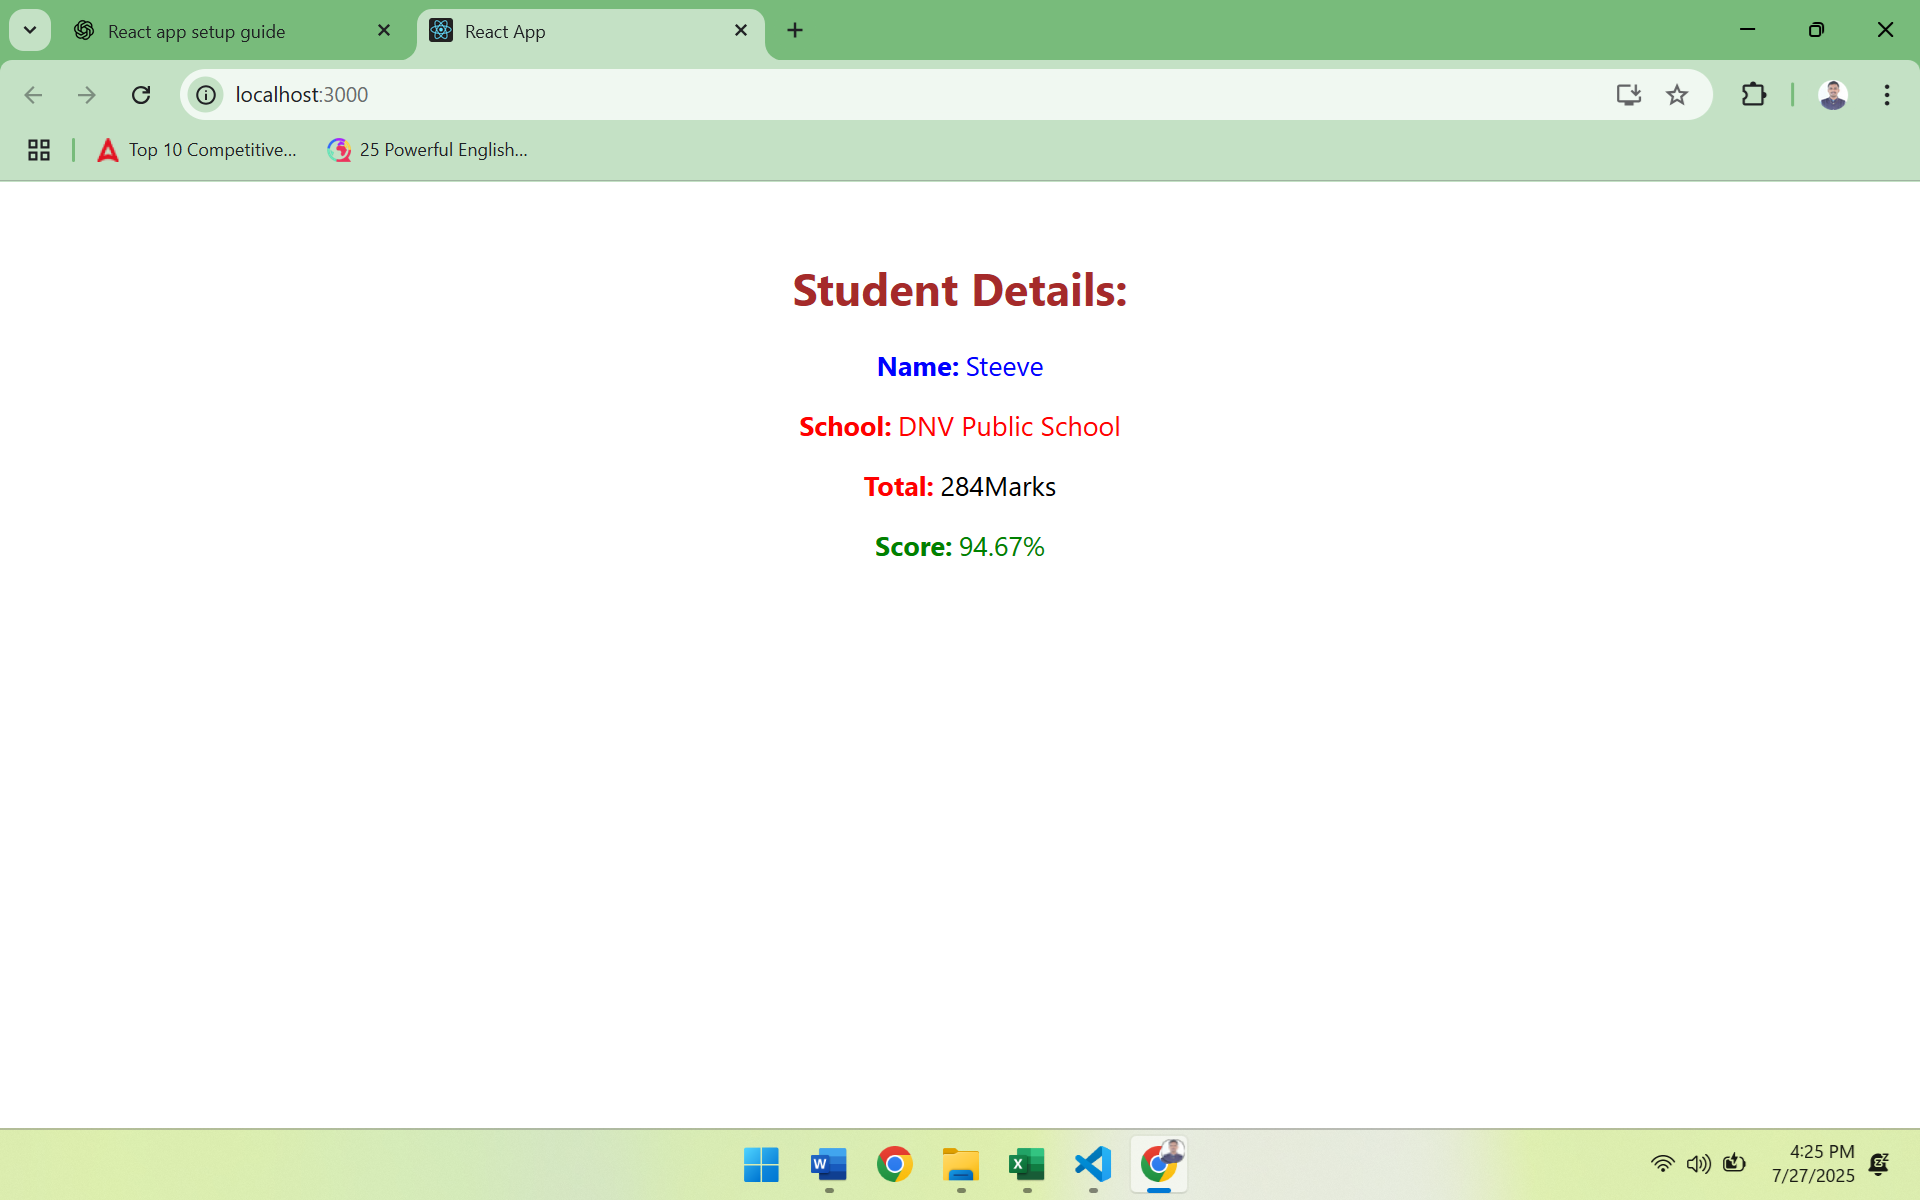 React app setup guide
React App
localhost:3000
Top 10 Competitive...
25 Powerful English...
Student Details:
Name: Steeve
School: DNV Public School
Total: 284Marks
Score: 94.67%
4:25 PM
7/27/2025